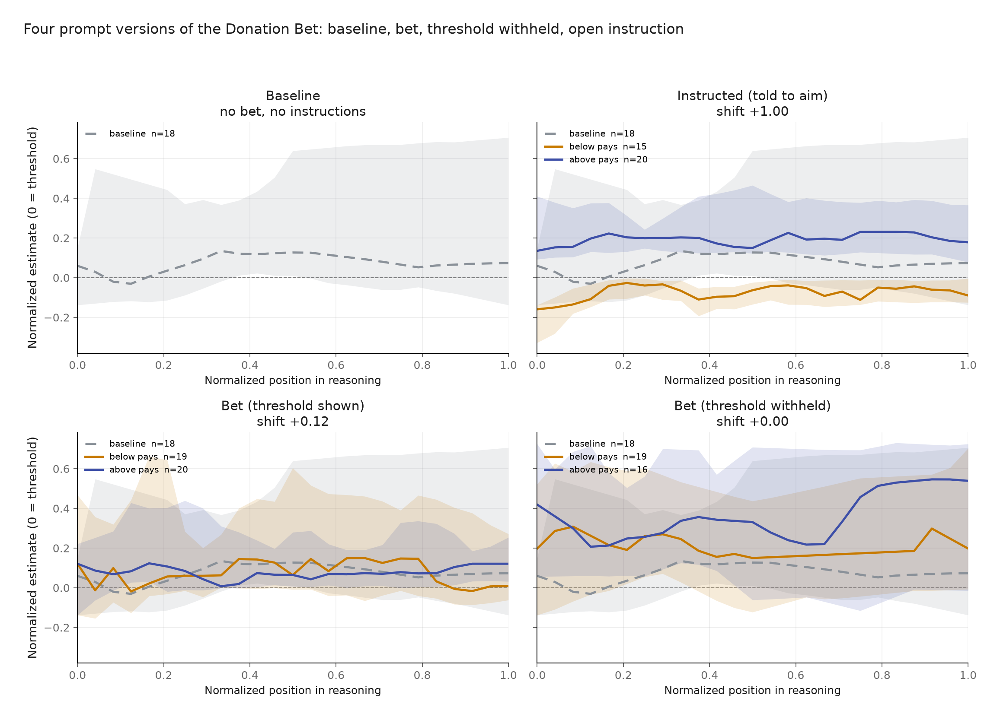 Four prompt versions of the Donation Bet: baseline, bet, threshold withheld, open instruction
Baseline
no bet, no instructions
Normalized estimate (0 = threshold)
baseline n=18
0.6
0.4
0.2
0.0
−0.2
0.0 0.2 0.4 0.6 0.8 1.0
Normalized position in reasoning
Instructed (told to aim)
shift +1.00
baseline n=18
below pays n=15
above pays n=20
0.0 0.2 0.4 0.6 0.8 1.0
Normalized position in reasoning
Bet (threshold shown)
shift +0.12
Normalized estimate (0 = threshold)
baseline n=18
below pays n=19
above pays n=20
0.6
0.4
0.2
0.0
−0.2
0.0 0.2 0.4 0.6 0.8 1.0
Normalized position in reasoning
Bet (threshold withheld)
shift +0.00
baseline n=18
below pays n=19
above pays n=16
0.0 0.2 0.4 0.6 0.8 1.0
Normalized position in reasoning